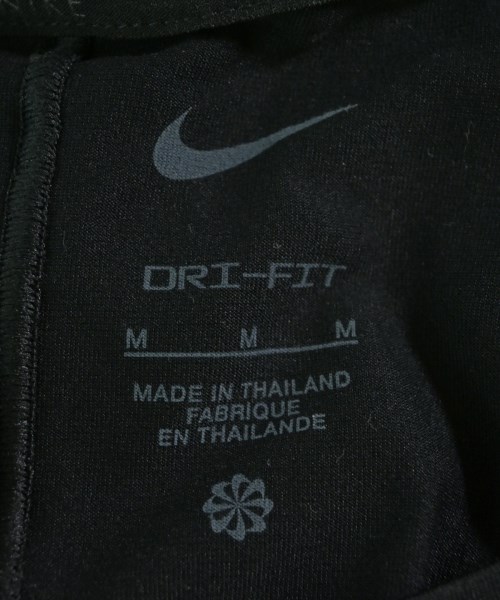 DRI-FIT
M M M
MADE IN THAILAND
FABRIQUE
EN THAILANDE